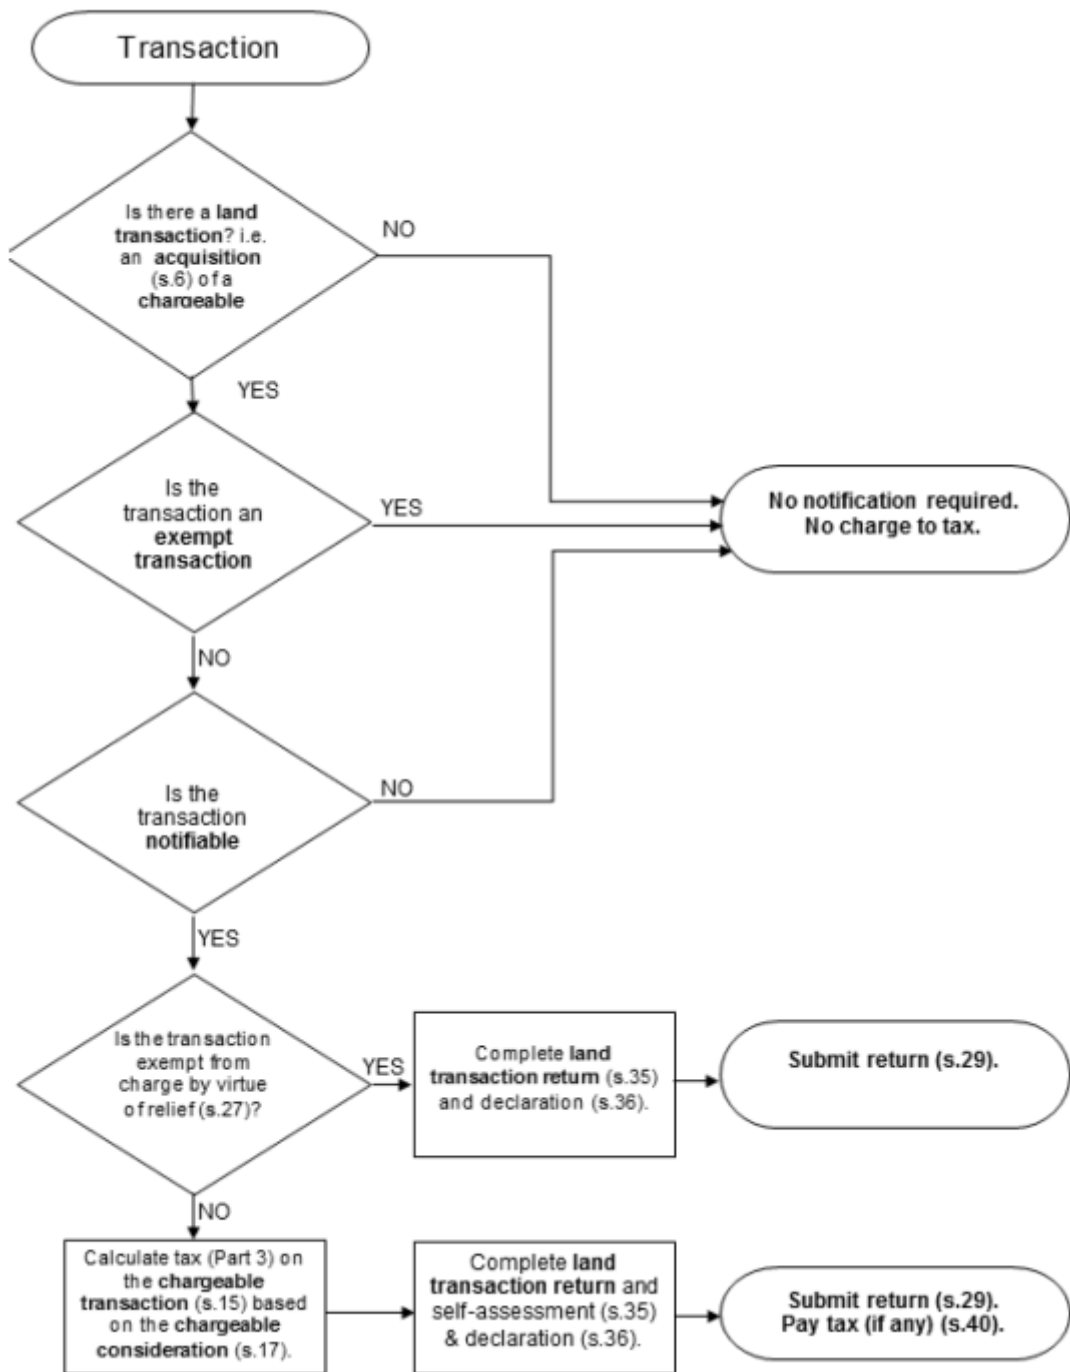 Transaction
Is there a land
transaction? i.e.
an acquisition
(s.6) of a
chargeable
NO
YES
Is the
transaction an
exempt
transaction
YES
No notification required.
No charge to tax.
NO
Is the
transaction
notifiable
NO
YES
Is the transaction
exempt from
charge by virtue
of relief (s.27)?
YES
Complete land
transaction return (s.35)
and declaration (s.36).
Submit return (s.29).
NO
Calculate tax (Part 3) on
the chargeable
transaction (s.15) based
on the chargeable
consideration (s.17).
Complete land
transaction return and
self-assessment (s.35)
& declaration (s.36).
Submit return (s.29).
Pay tax (if any) (s.40).